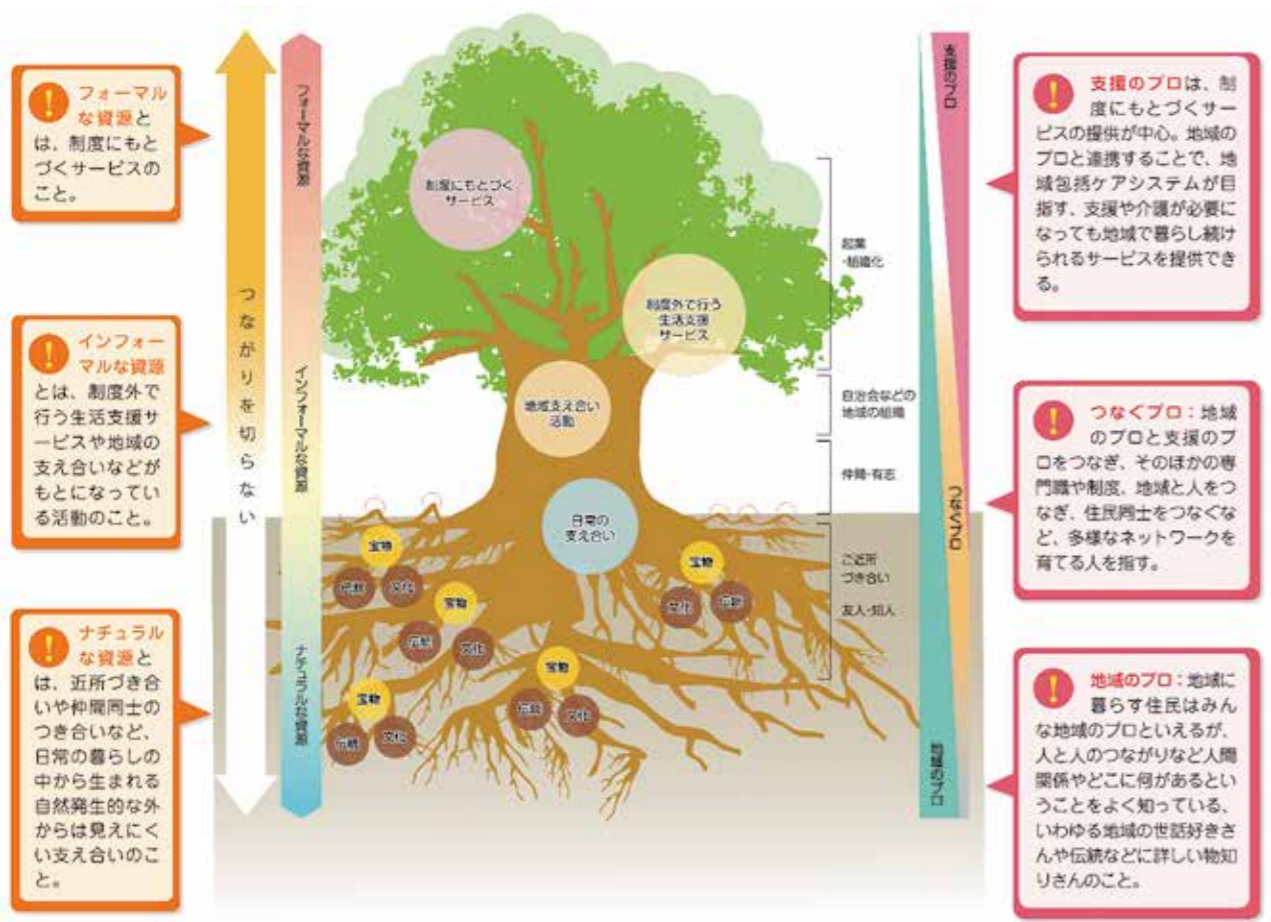 フォーマル
な資源と
は、制度にもと
づくサービスの
こと。
インフォー
マルな資源
とは、制度外で
行う生活支援サ
ービスや地域の
支え合いなどが
もとになってい
る活動のこと。
ナチュラル
な資源と
は、近所づき合
いや仲間同士の
つき合いなど、
日常の暮らしの
中から生まれる
自然発生的な外
からは見えにく
い支え合いのこ
と。
つながりを切らない
フォーマルな資源
インフォーマルな資源
ナチュラルな資源
制度にもとづく
サービス
制度外で行う
生活支援
サービス
地域支え合い
活動
日常の
支え合い
宝物
伝統
文化
宝物
伝統
文化
宝物
文化
伝統
宝物
伝統
文化
宝物
伝統
文化
起業
・組織化
自治会などの
地域の組織
仲間・有志
ご近所
づき合い
友人・知人
支援のプロ
つなぐプロ
地域のプロ
支援のプロは、制
度にもとづくサー
ビスの提供が中心。地域の
プロと連携することで、地
域包括ケアシステムが目
指す、支援や介護が必要に
なっても地域で暮らし続け
られるサービスを提供でき
る。
つなぐプロ：地域
のプロと支援のプ
ロをつなぎ、そのほかの専
門職や制度、地域と人をつ
なぎ、住民同士をつなぐな
ど、多様なネットワークを
育てる人を指す。
地域のプロ：地域に
暮らす住民はみん
な地域のプロといえるが、
人と人のつながりなど人間
関係やどこに何があるとい
うことをよく知っている、
いわゆる地域の世話好きさ
んや伝統などに詳しい物知
りさんのこと。